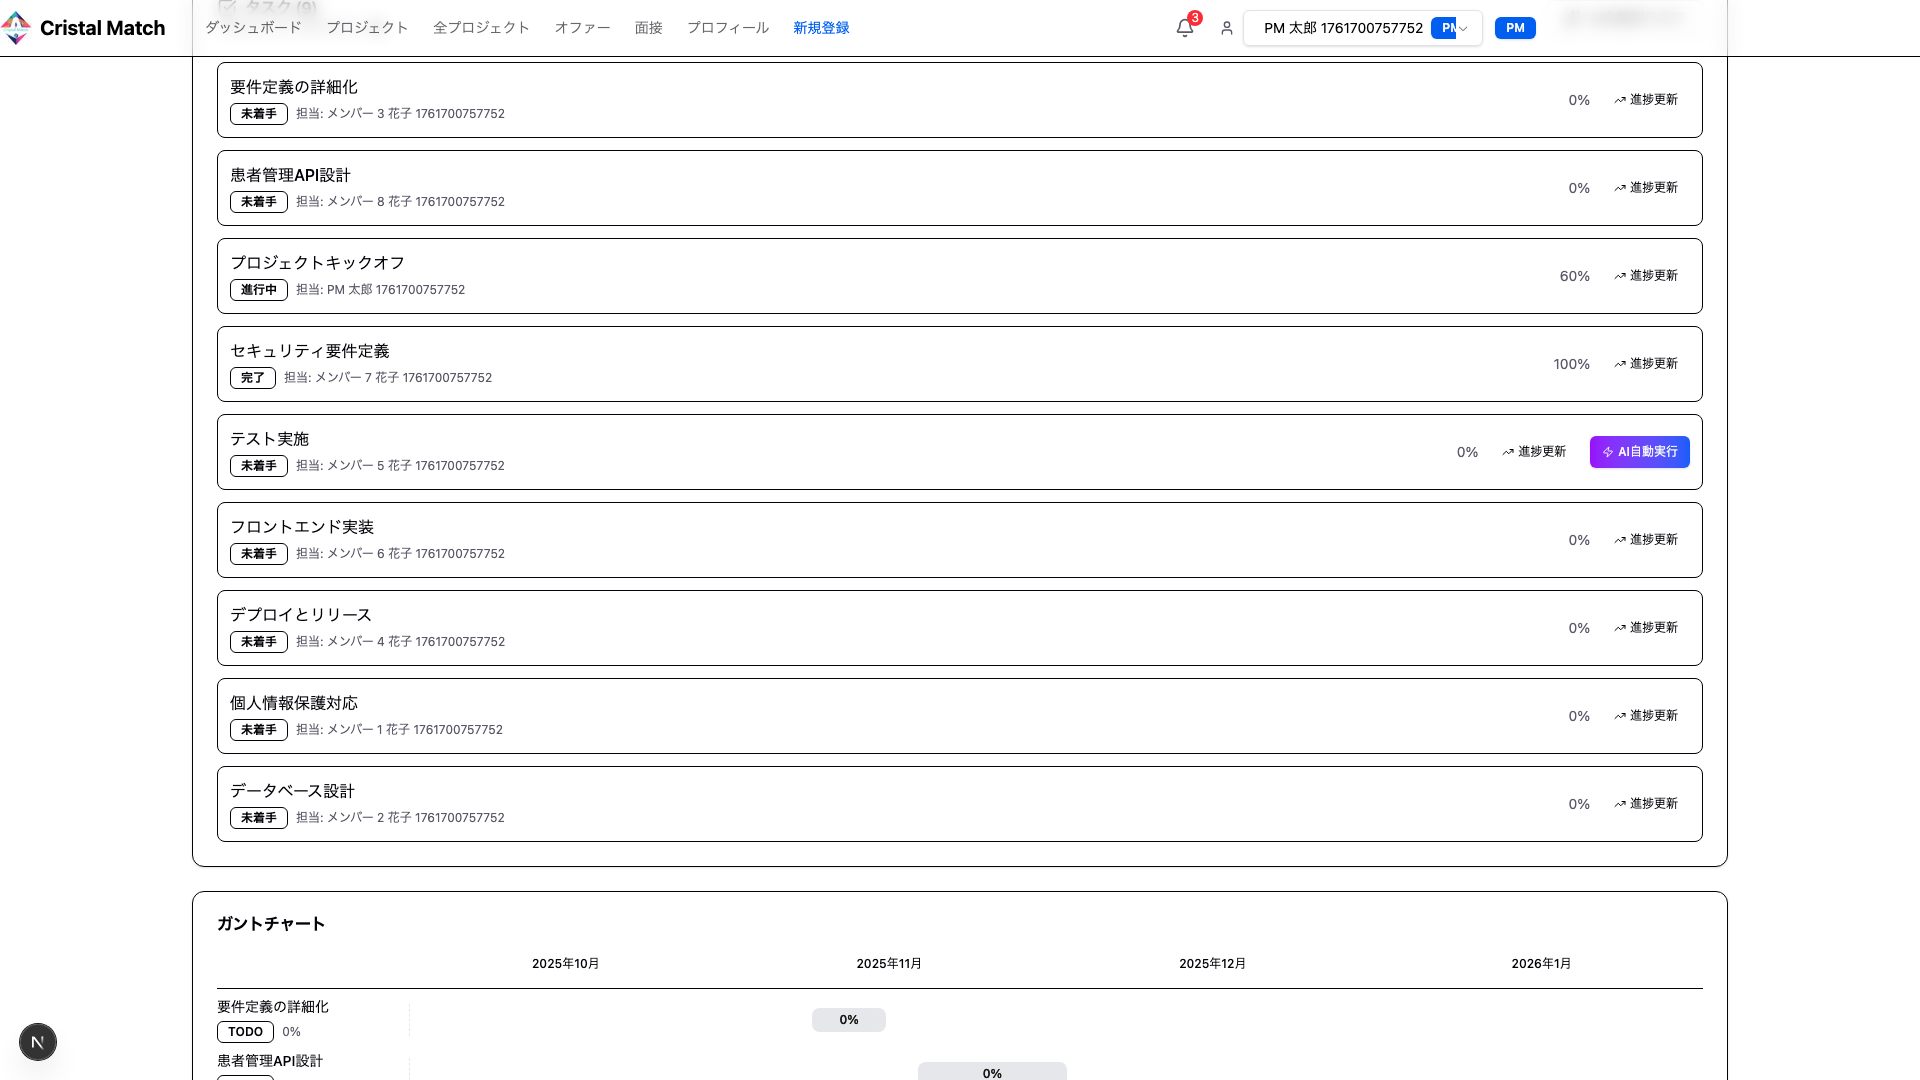 タスク (9)
Cristal Match
ダッシュボード プロジェクト 全プロジェクト オファー 面接 プロフィール 新規登録
3
PM 太郎 1761700757752
PM
要件定義の詳細化
未着手 担当: メンバー 3 花子 1761700757752
0% 進捗更新
患者管理API設計
未着手 担当: メンバー 8 花子 1761700757752
0% 進捗更新
プロジェクトキックオフ
進行中 担当: PM 太郎 1761700757752
60% 進捗更新
セキュリティ要件定義
完了 担当: メンバー 7 花子 1761700757752
100% 進捗更新
テスト実施
未着手 担当: メンバー 5 花子 1761700757752
0% 進捗更新 AI自動実行
フロントエンド実装
未着手 担当: メンバー 6 花子 1761700757752
0% 進捗更新
デプロイとリリース
未着手 担当: メンバー 4 花子 1761700757752
0% 進捗更新
個人情報保護対応
未着手 担当: メンバー 1 花子 1761700757752
0% 進捗更新
データベース設計
未着手 担当: メンバー 2 花子 1761700757752
0% 進捗更新
ガントチャート
2025年10月 2025年11月 2025年12月 2026年1月
要件定義の詳細化
TODO 0%
0%
患者管理API設計
0%
N